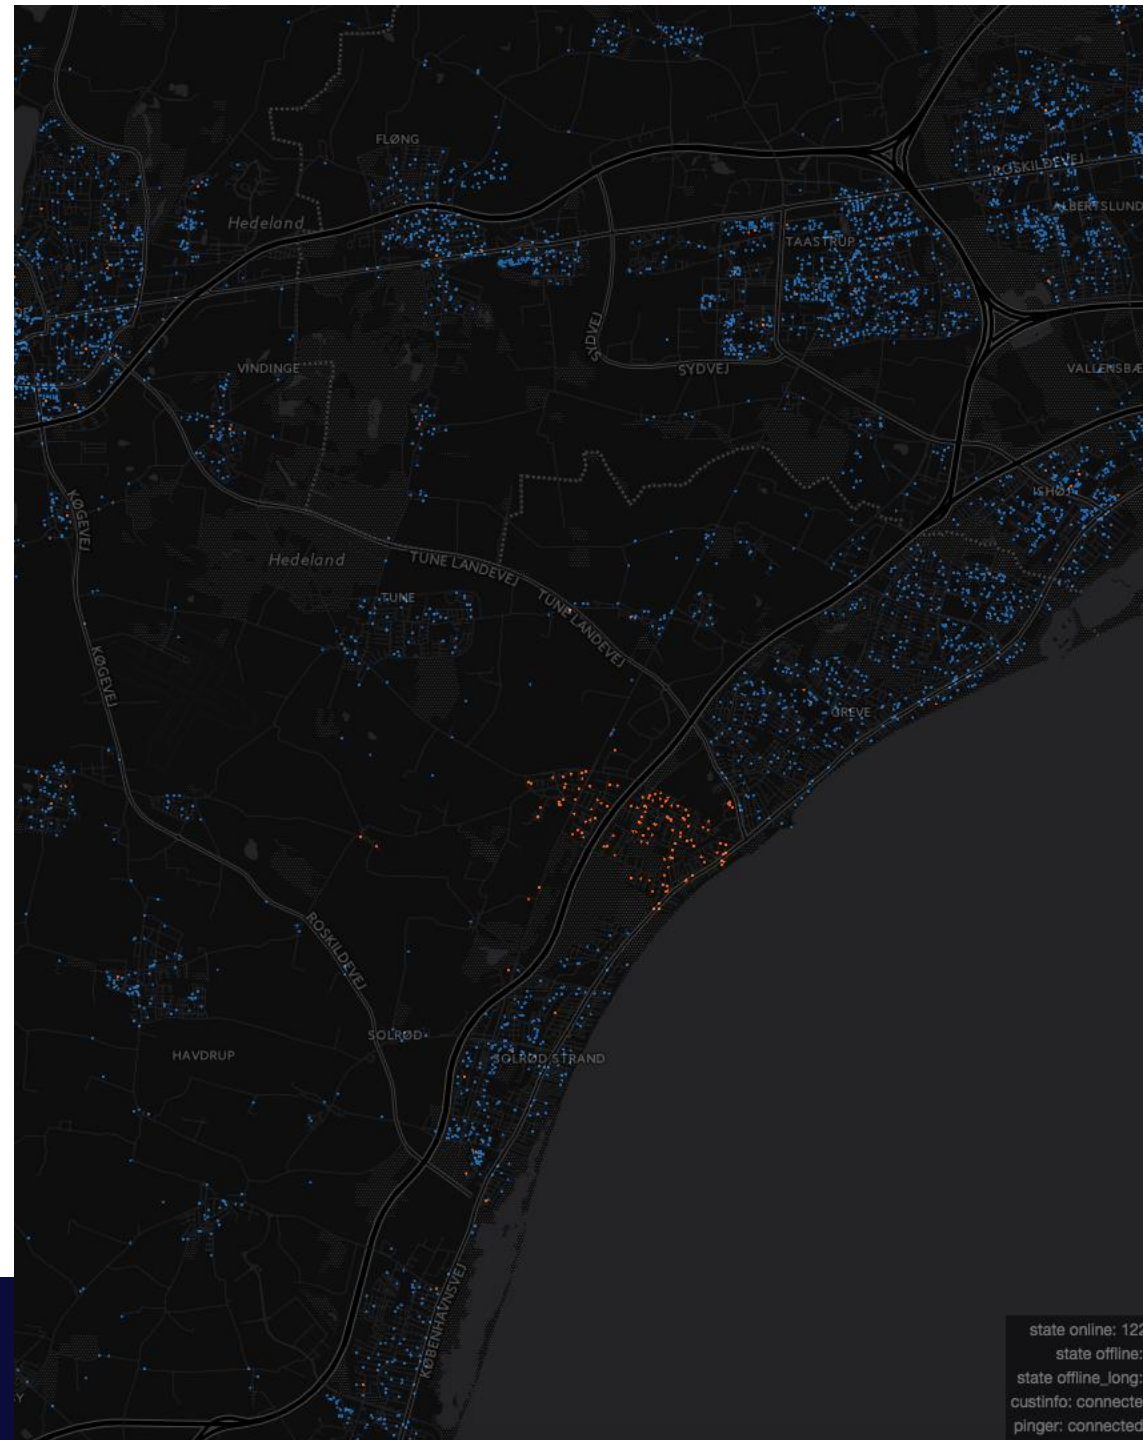 FLØNG
ROSKILDEVEJ
ALBERTSLUND
Hedeland
TAASTRUP
SYDVEJ
VINDINGE
SYDVEJ
KØGEVEJ
ISHØJ
Hedeland
TUNE LANDEVEJ
TUNE
TUNE LANDEVEJ
KØGEVEJ
GREVE
ROSKILDEVEJ
SOLRØD
HAVDRUP
SOLRØD STRAND
KØBENHAVNSVEJ
state online: 122
state offline:
state offline_long:
custinfo: connecte
pinger: connected